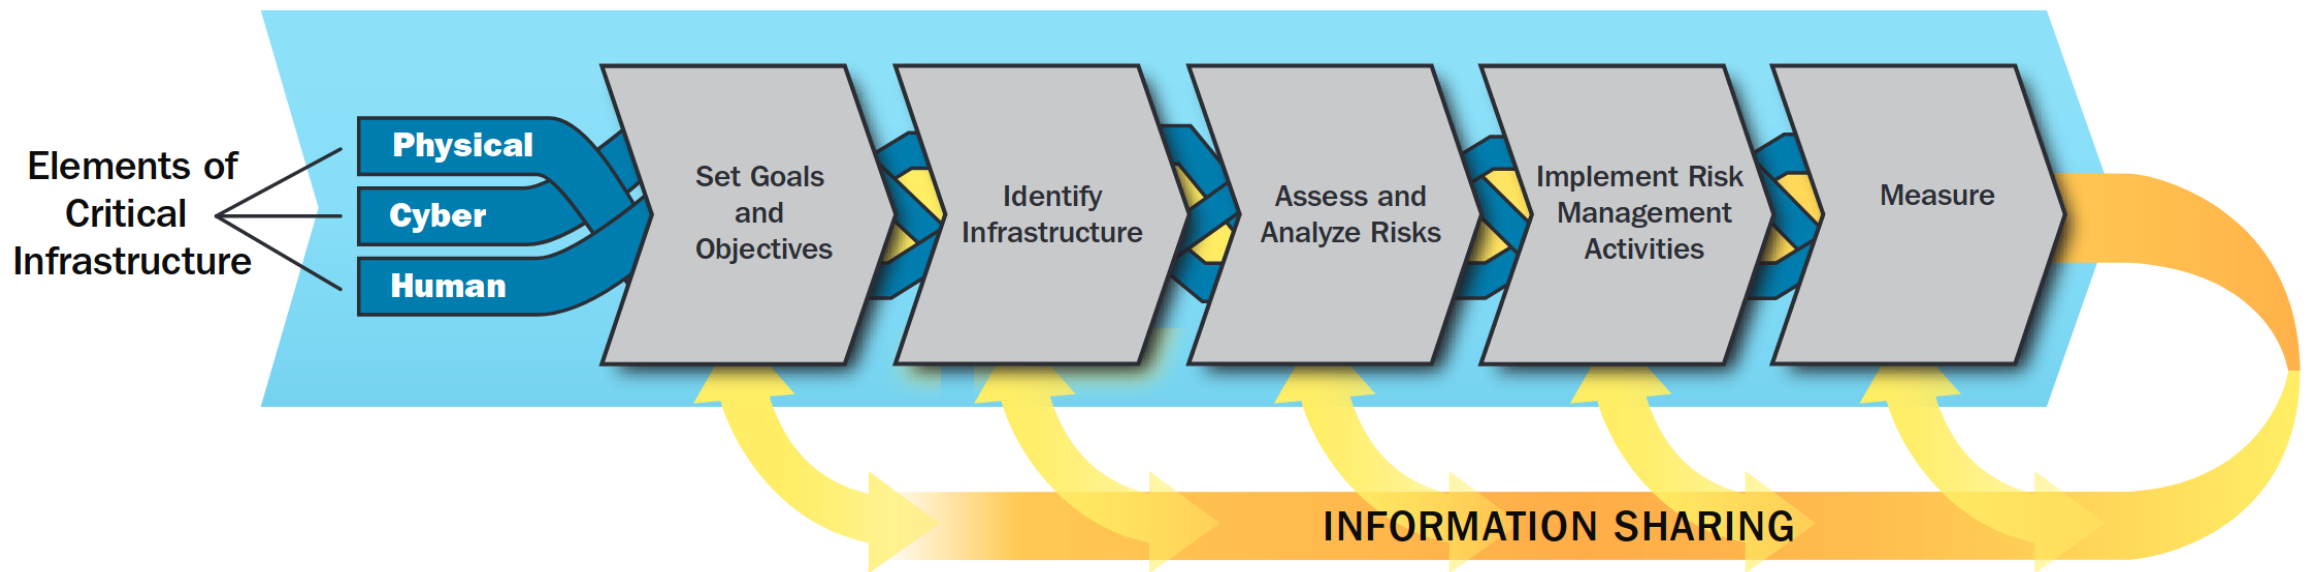 Elements of
Critical
Infrastructure
Physical
Cyber
Human
Set Goals
and
Objectives
Identify
Infrastructure
Assess and
Analyze Risks
Implement Risk
Management
Activities
Measure
INFORMATION SHARING